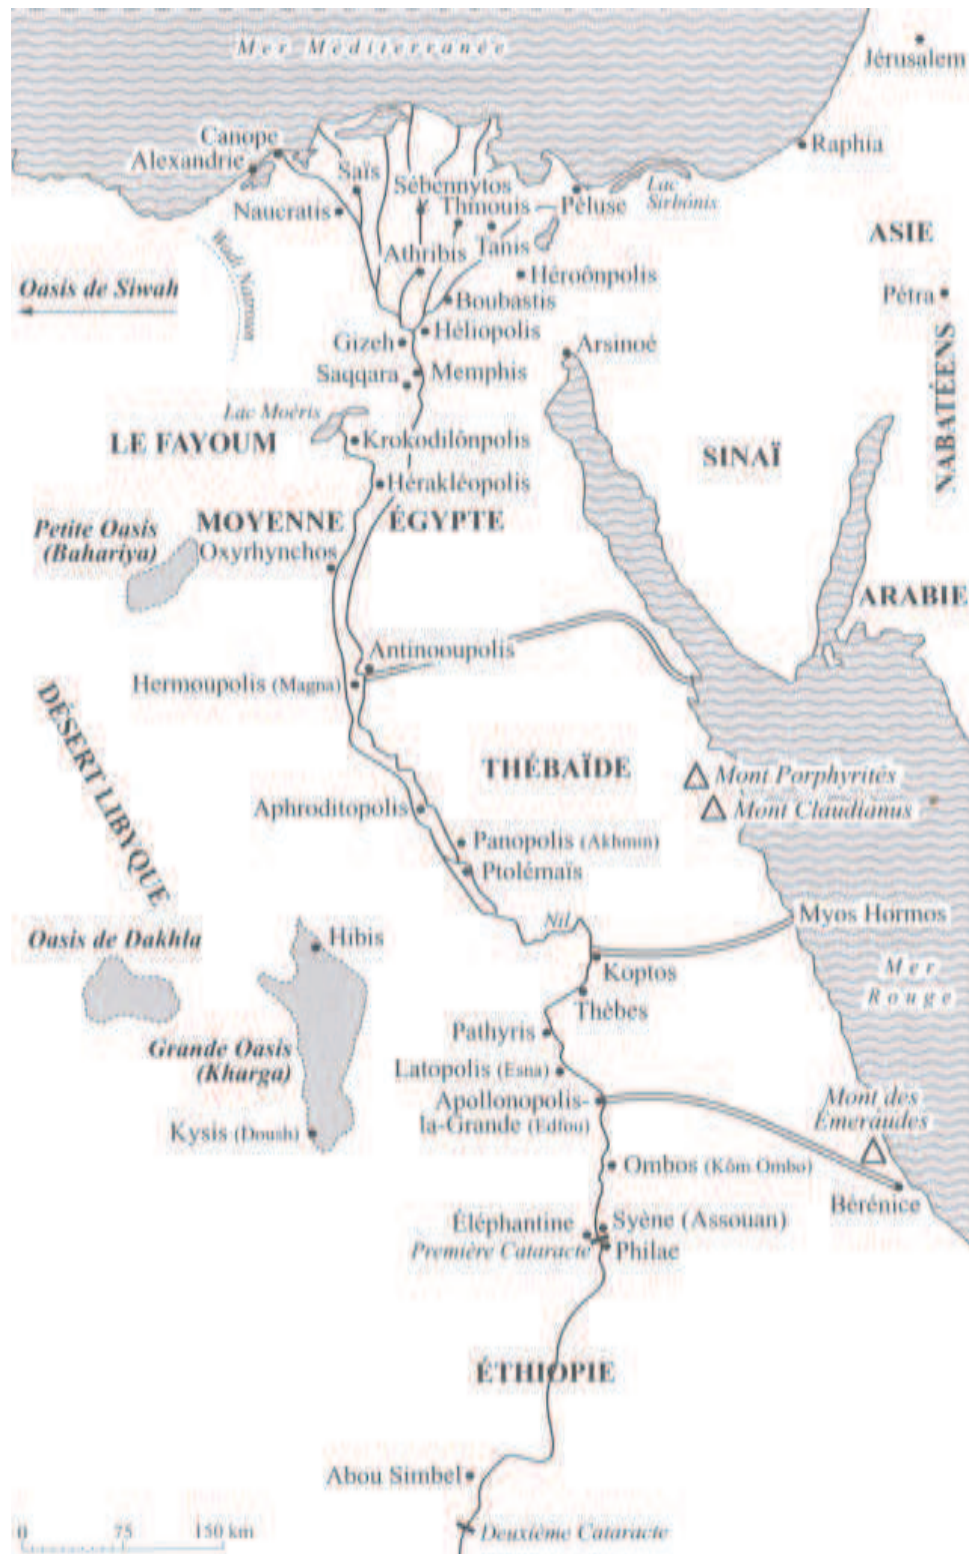 Mer Méditerranée
Jérusalem
Canope
Raphia
Alexandrie
Saïs
Sébennytos
Lac
Sirbônis
Naucratis
Thmouis
Péluse
ASIE
Athribis
Tanis
Wadi Natroun
Héroônpolis
Oasis de Siwah
Boubastis
Pétra
Héliopolis
Gizeh
Arsinoé
Saqqara
Memphis
NABATÉENS
Lac Moéris
LE FAYOUM
Krokodilônpolis
SINAÏ
Hérakléopolis
Petite Oasis
(Bahariya)
MOYENNE ÉGYPTE
Oxyrhynchos
ARABIE
Antinooupolis
Hermoupolis (Magna)
DÉSERT LIBYQUE
THÉBAÏDE
Mont Porphyrités
Mont Claudianus
Aphroditopolis
Panopolis (Akhmin)
Ptolémaïs
Nil
Myos Hormos
Oasis de Dakhla
Hibis
Koptos
Mer
Rouge
Thèbes
Pathyris
Grande Oasis
(Kharga)
Latopolis (Esna)
Apollonopolis-
la-Grande (Edfou)
Mont des
Émeraudes
Kysis (Doush)
Ombos (Kôm Ombo)
Bérénice
Éléphantine
Syène (Assouan)
Première Cataracte
Philae
ÉTHIOPIE
Abou Simbel
0 75 150 km
Deuxième Cataracte